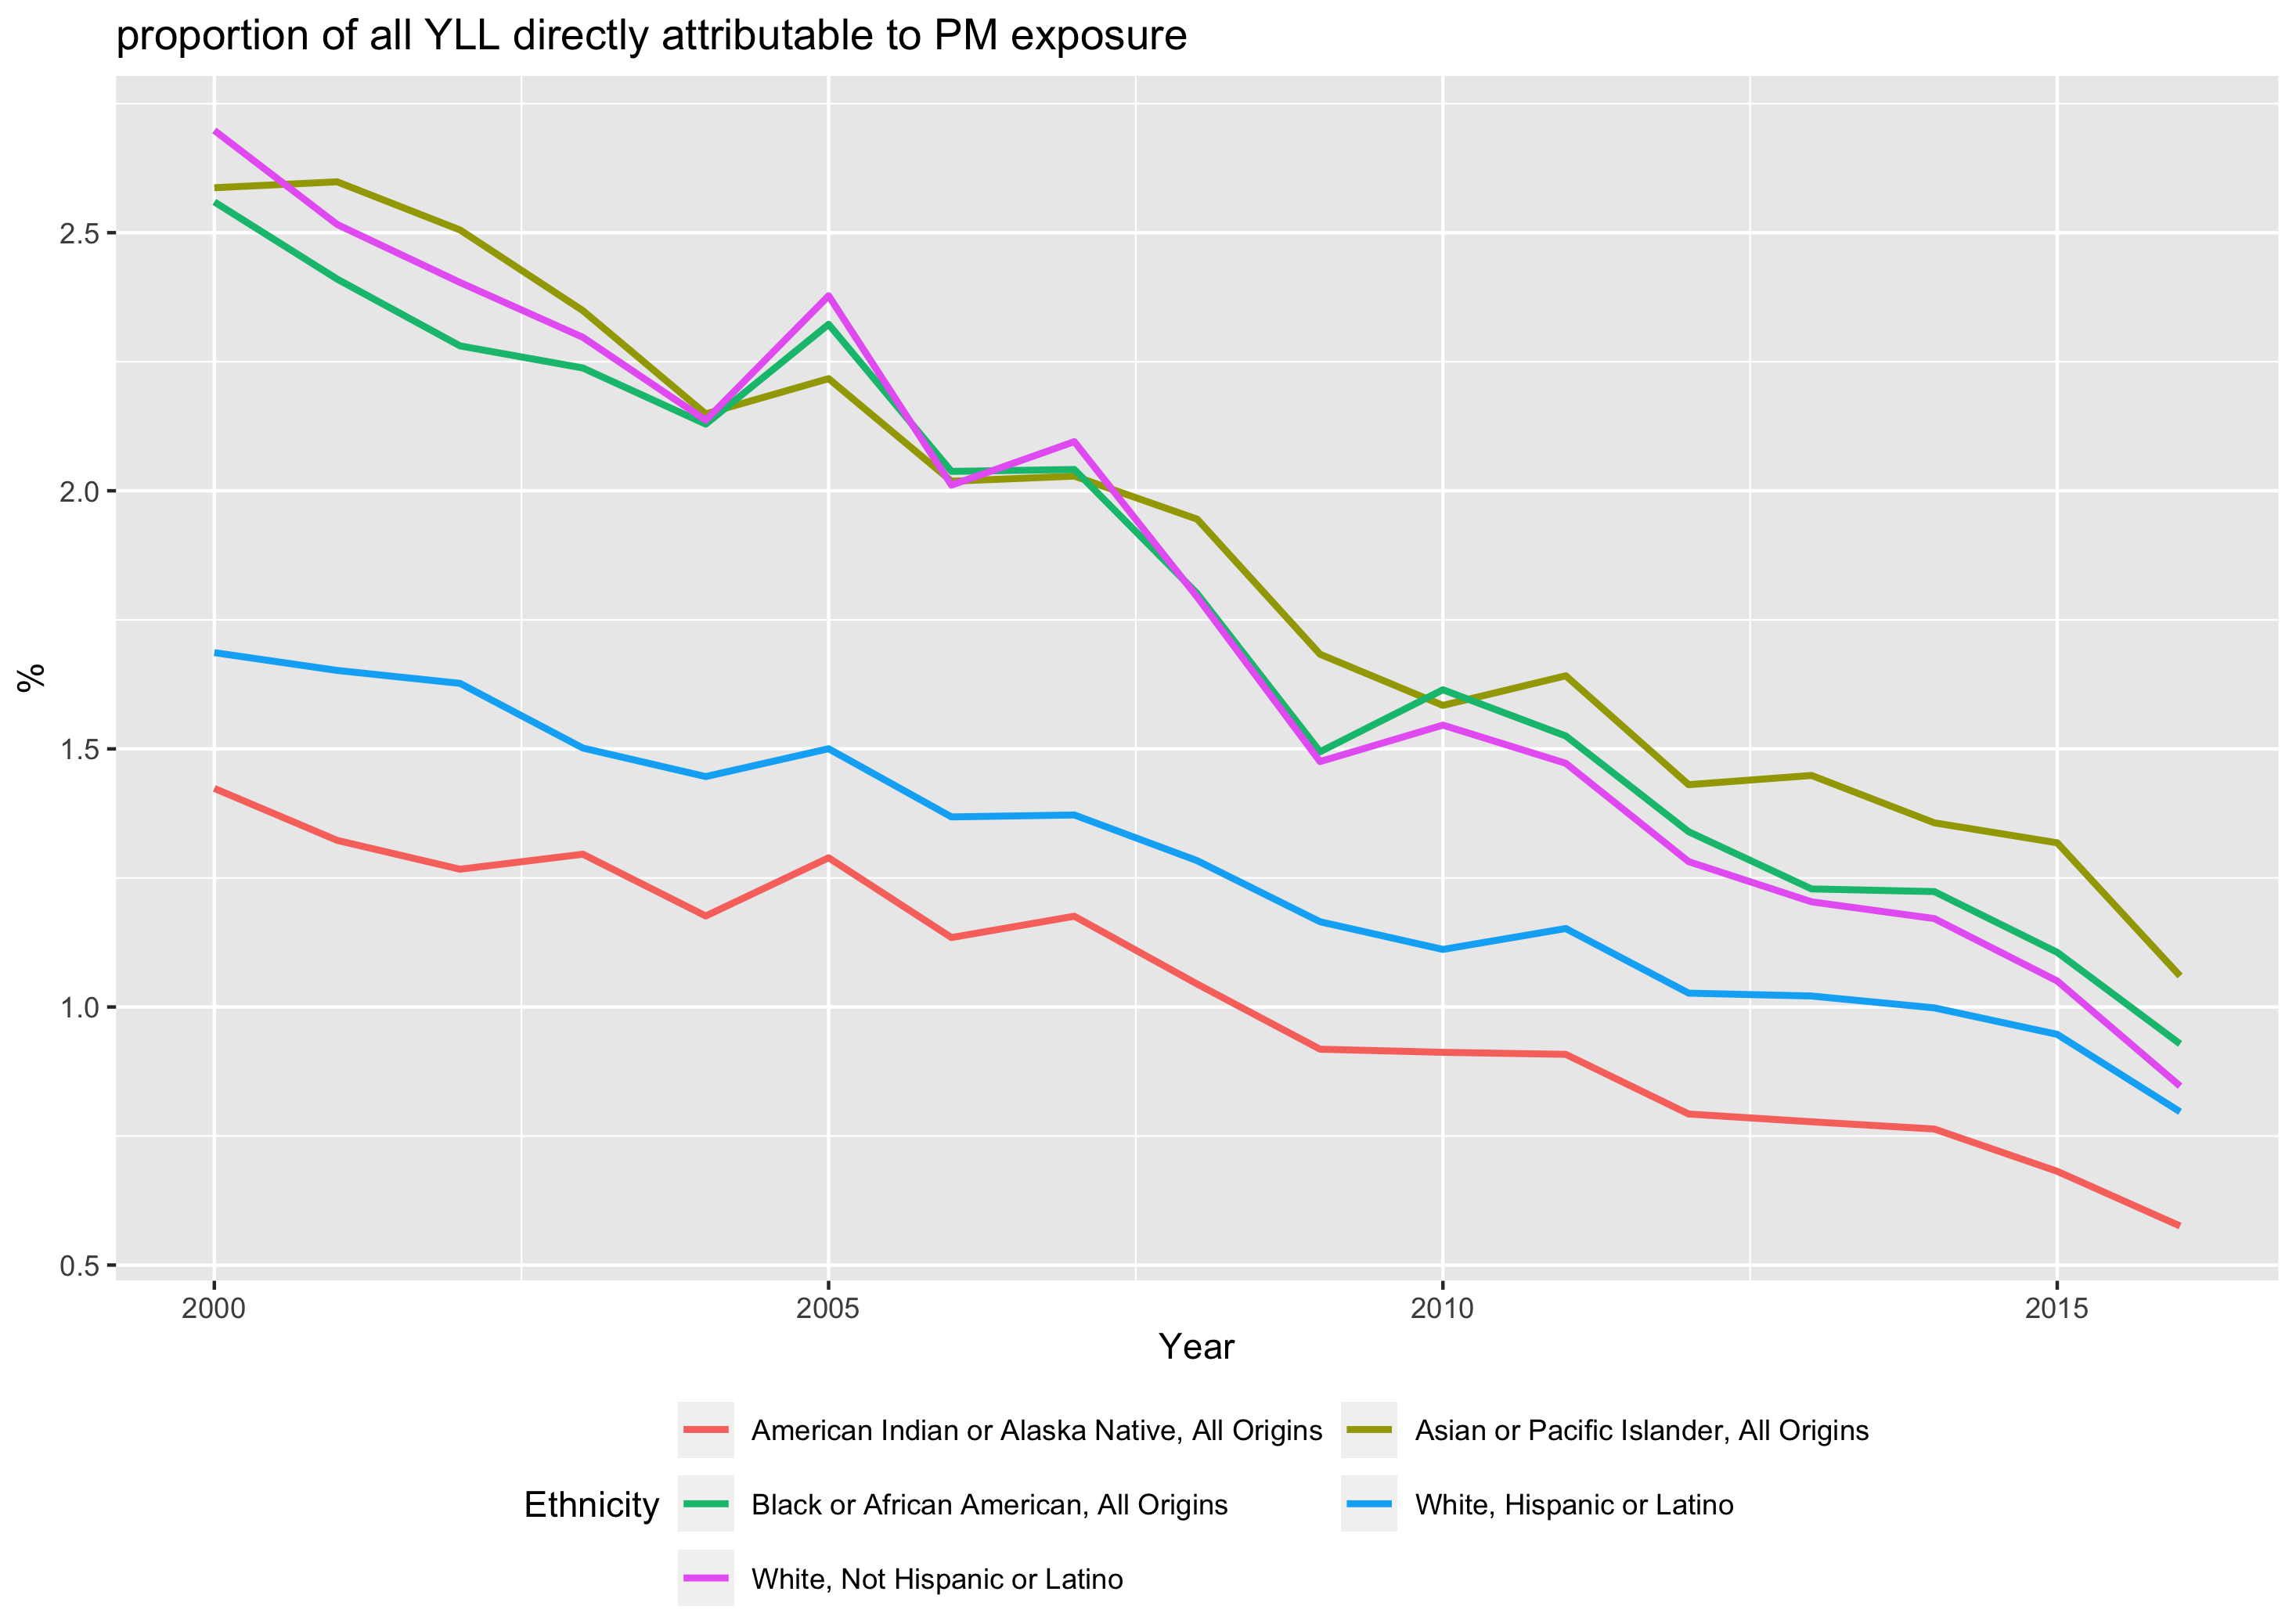 proportion of all YLL directly attributable to PM exposure
%
2.5
2.0
1.5
1.0
0.5
2000 2005 2010 2015
Year
Ethnicity
American Indian or Alaska Native, All Origins
Asian or Pacific Islander, All Origins
Black or African American, All Origins
White, Hispanic or Latino
White, Not Hispanic or Latino